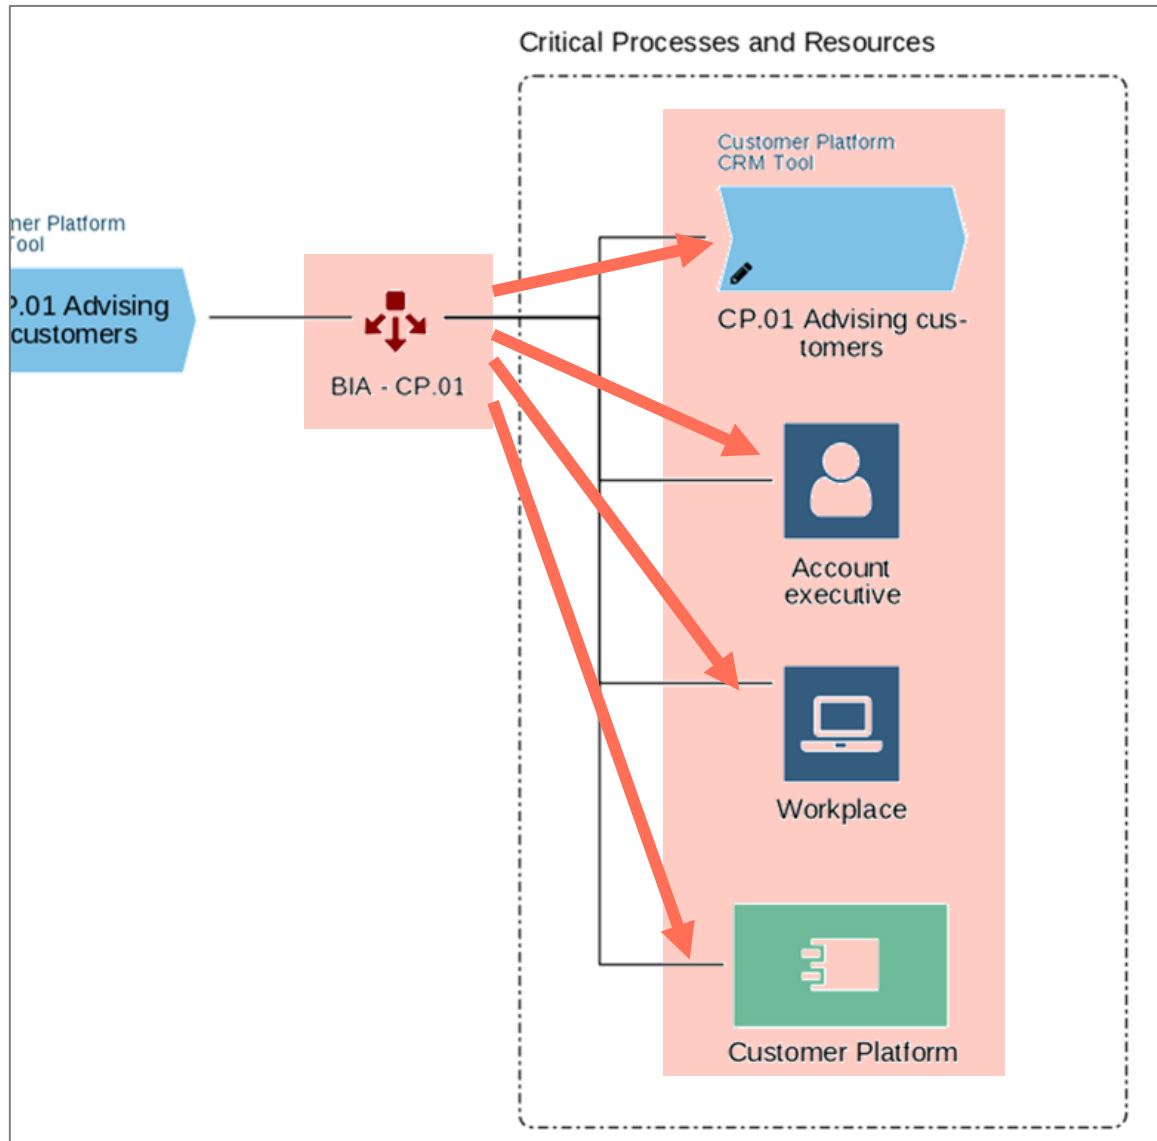 Critical Processes and Resources
Customer Platform
CRM Tool
ner Platform
Tool
P.01 Advising
customers
BIA - CP.01
CP.01 Advising cus-
tomers
Account
executive
Workplace
Customer Platform